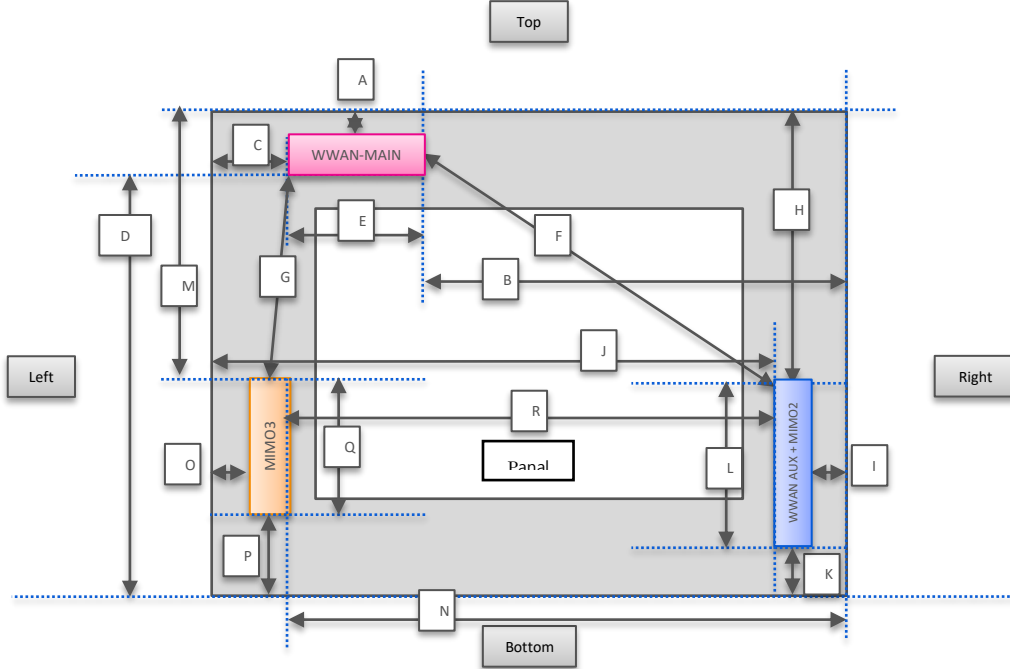 Top
A
C
WWAN-MAIN
H
E
D
F
G
B
M
J
Left
Right
R
MIMO3
Q
Panal
WWAN AUX + MIMO2
L
O
I
P
K
N
Bottom